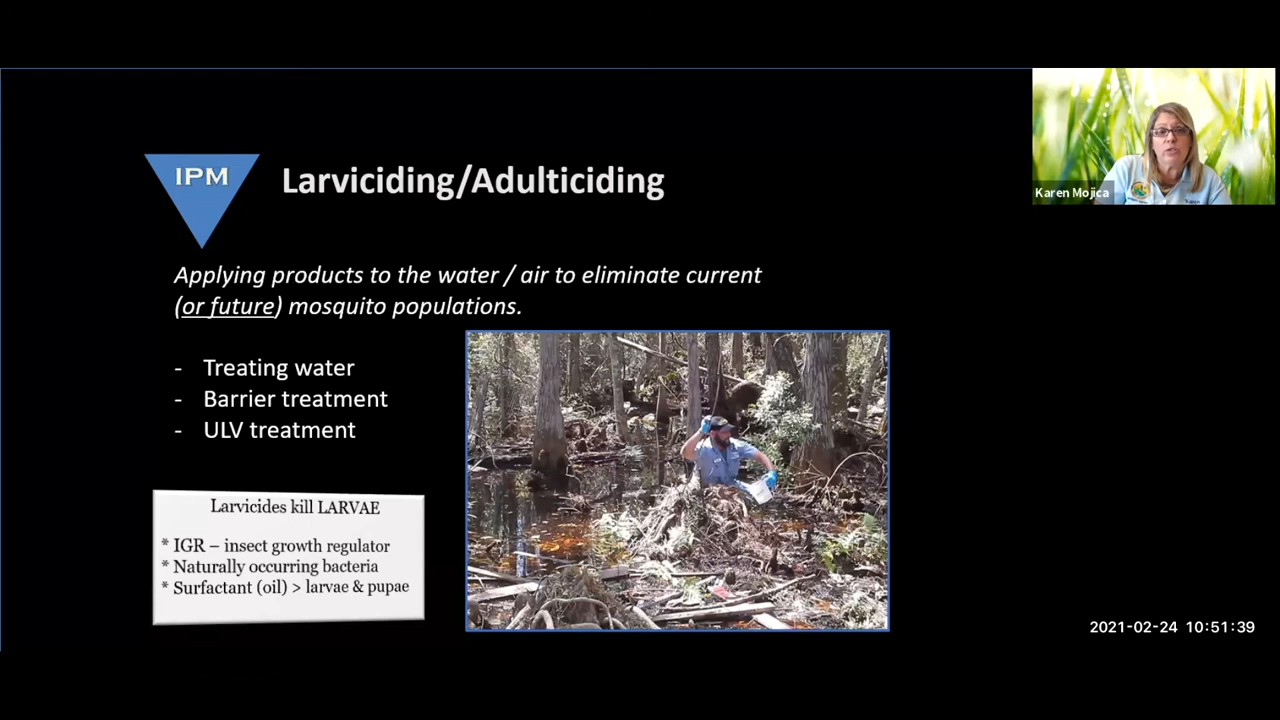 IPM
Larviciding/Adulticiding
Karen Mojica
Applying products to the water / air to eliminate current
(or future) mosquito populations.
- Treating water
- Barrier treatment
- ULV treatment
Larvicides kill LARVAE
* IGR – insect growth regulator
* Naturally occurring bacteria
* Surfactant (oil) > larvae & pupae
2021-02-24 10:51:39